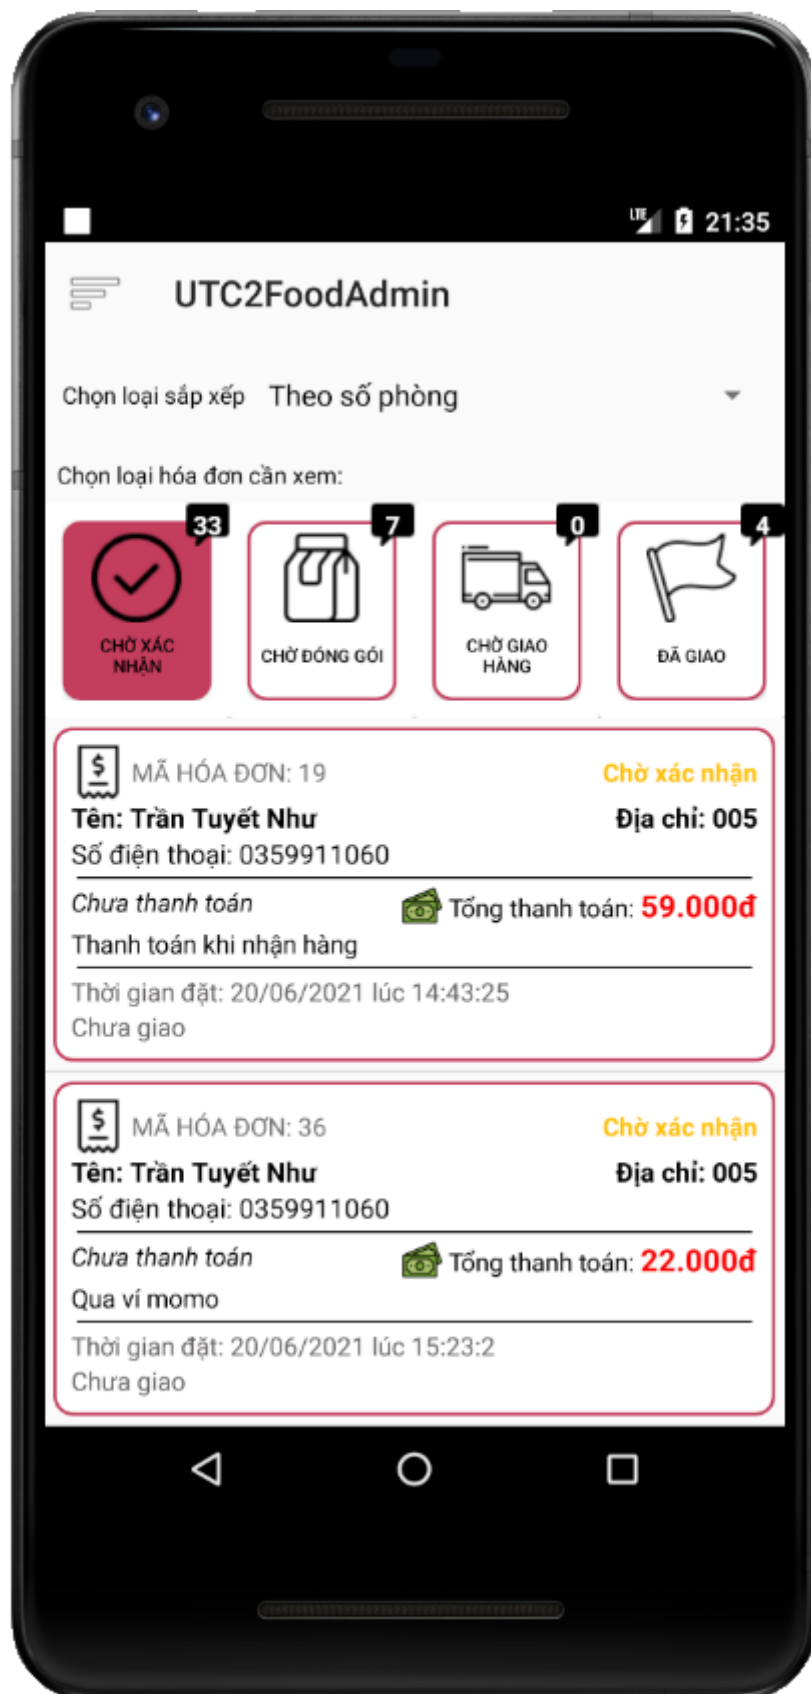 LTE 21:35
UTC2FoodAdmin
Chọn loại sắp xếp Theo số phòng
Chọn loại hóa đơn cần xem:
33 7 0 4
CHỜ XÁC
NHẬN
CHỜ ĐÓNG GÓI
CHỜ GIAO
HÀNG
ĐÃ GIAO
$ MÃ HÓA ĐƠN: 19 Chờ xác nhận
Tên: Trần Tuyết Như Địa chỉ: 005
Số điện thoại: 0359911060
Chưa thanh toán Tổng thanh toán: 59.000đ
Thanh toán khi nhận hàng
Thời gian đặt: 20/06/2021 lúc 14:43:25
Chưa giao
$ MÃ HÓA ĐƠN: 36 Chờ xác nhận
Tên: Trần Tuyết Như Địa chỉ: 005
Số điện thoại: 0359911060
Chưa thanh toán Tổng thanh toán: 22.000đ
Qua ví momo
Thời gian đặt: 20/06/2021 lúc 15:23:2
Chưa giao